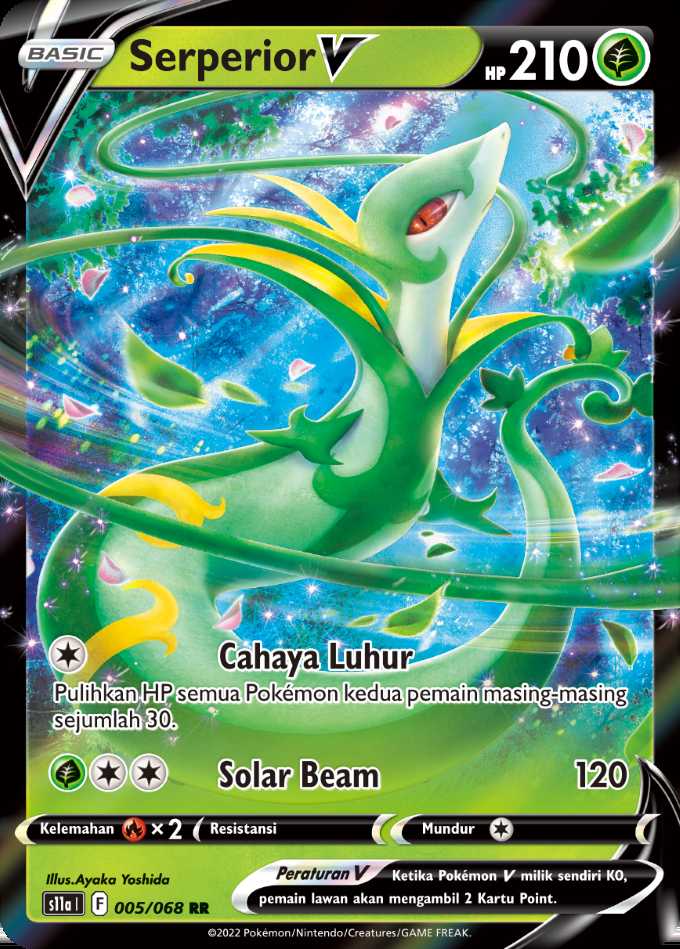 BASIC Serperior V HP 210
Cahaya Luhur
Pulihkan HP semua Pokémon kedua pemain masing-masing
sejumlah 30.
Solar Beam 120
Kelemahan ×2 Resistansi Mundur
Illus.Ayaka Yoshida
Peraturan V Ketika Pokémon V milik sendiri KO,
pemain lawan akan mengambil 2 Kartu Point.
s11a I F 005/068 RR
©2022 Pokémon/Nintendo/Creatures/GAME FREAK.